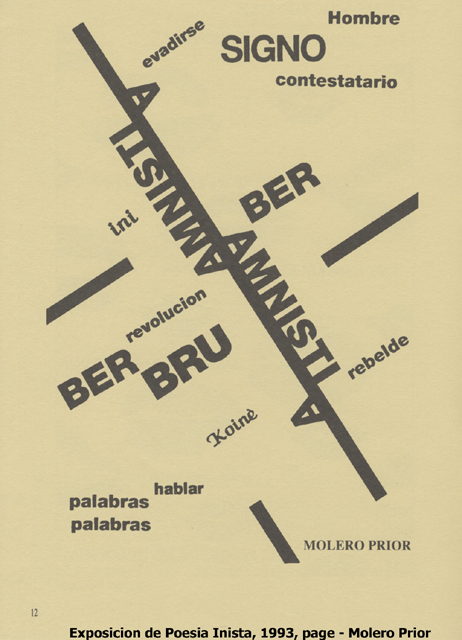 Hombre
evadirse
SIGNO
contestatario
AMNISTIA
BER
ini
AMNISTIA
revolucion
BER BRU
rebelde
Koinè
hablar
palabras
palabras
MOLERO PRIOR
12
Exposicion de Poesia Inista, 1993, page - Molero Prior